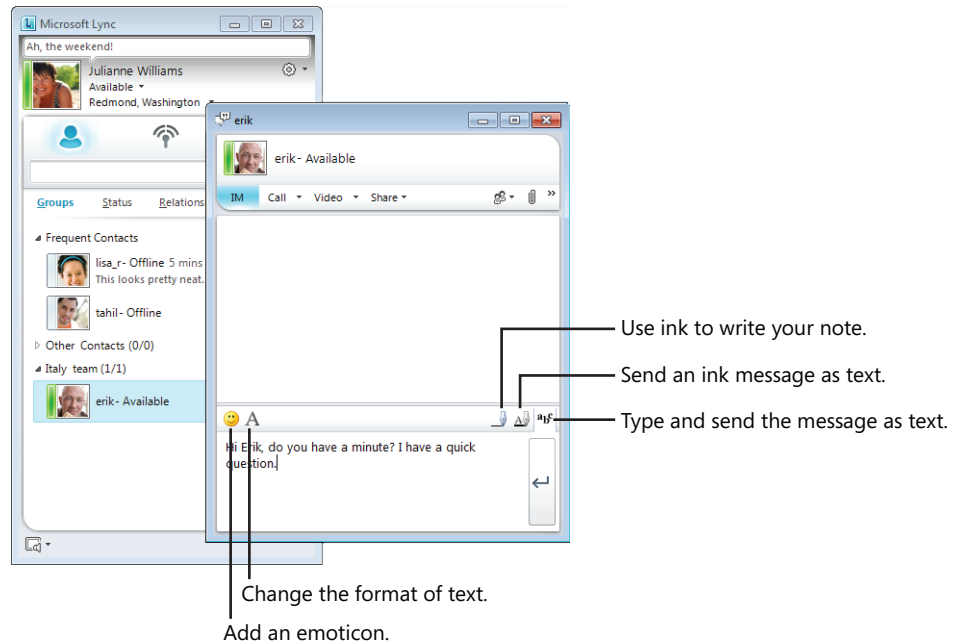 Microsoft Lync
Ah, the weekend!
Julianne Williams
Available
Redmond, Washington
erik
erik - Available
IM Call Video Share
Groups Status Relations
Frequent Contacts
lisa_r - Offline 5 mins
This looks pretty neat.
tahil - Offline
Other Contacts (0/0)
Italy team (1/1)
erik - Available
Use ink to write your note.
Send an ink message as text.
A A abc
Type and send the message as text.
Hi Erik, do you have a minute? I have a quick
question.
Change the format of text.
Add an emoticon.